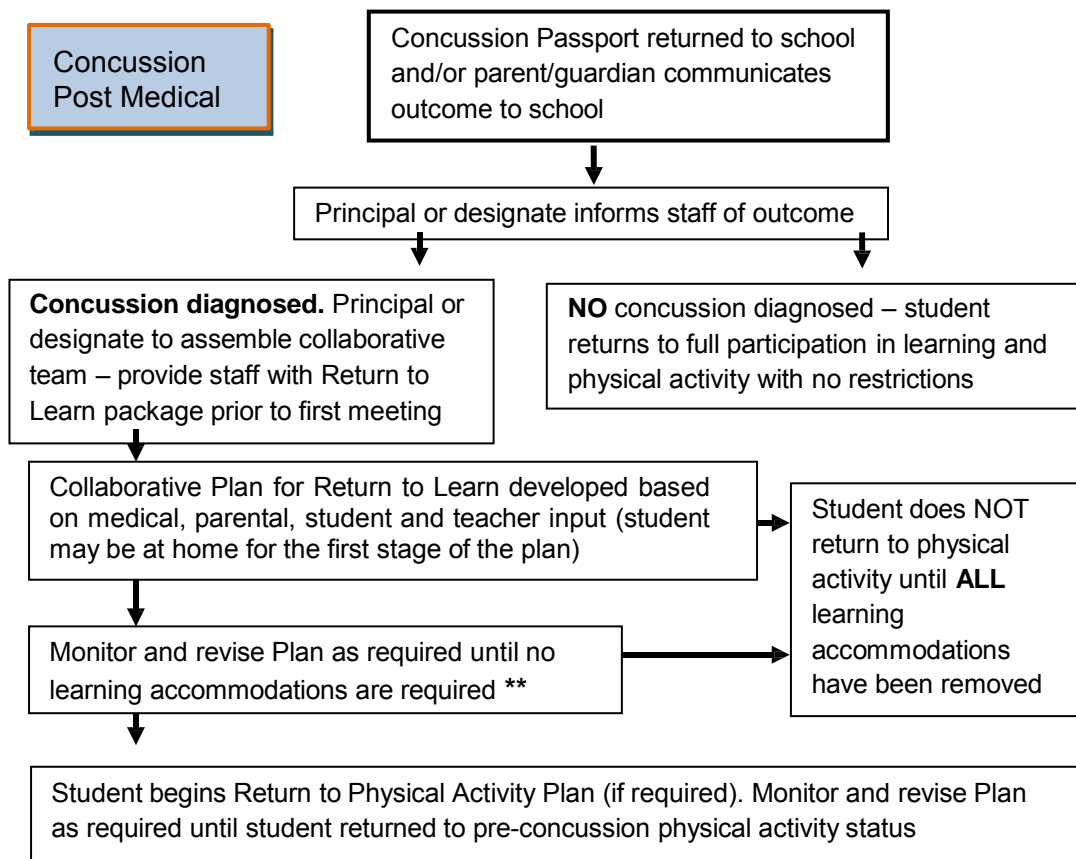 Concussion
Post Medical
Concussion Passport returned to school
and/or parent/guardian communicates
outcome to school
Principal or designate informs staff of outcome
Concussion diagnosed. Principal or
designate to assemble collaborative
team – provide staff with Return to
Learn package prior to first meeting
NO concussion diagnosed – student
returns to full participation in learning and
physical activity with no restrictions
Collaborative Plan for Return to Learn developed based
on medical, parental, student and teacher input (student
may be at home for the first stage of the plan)
Student does NOT
return to physical
activity until ALL
learning
accommodations
have been removed
Monitor and revise Plan as required until no
learning accommodations are required **
Student begins Return to Physical Activity Plan (if required). Monitor and revise Plan
as required until student returned to pre-concussion physical activity status